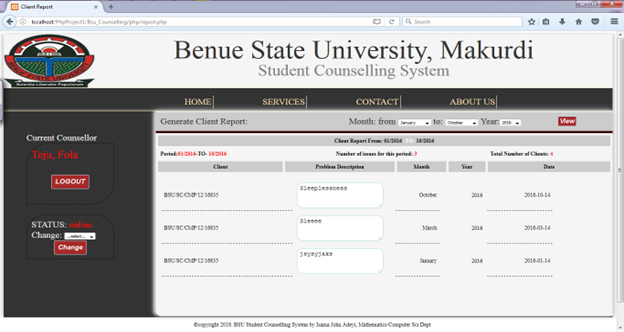 Client Report
localhost/PhpProject1/Bsu_Councelling/php/report.php
Search
Benue State University, Makurdi
Student Counselling System
HOME
SERVICES
CONTACT
ABOUT US
Current Counsellor
Teju, Fola
LOGOUT
STATUS: online
Change: ...select...
Change
Generate Client Report:
Month: from January to: October Year: 2016
View
Client Report From: 01/2016 TO 10/2016
Period:01/2016-TO- 10/2016
Number of issues for this period: 3
Total Number of Clients: 4
Client Problem Description Month Year Date
BSU/SC/CMP/12/16835 Sleeplessness October 2016 2016-10-14
BSU/SC/CMP/12/16835 Sleeee March 2016 2016-03-14
BSU/SC/CMP/12/16835 jsysyjaks January 2016 2016-01-14
©copyright 2016. BSU Student Counselling System by Isama John Adeyi, Mathematics/Computer Sci Dept